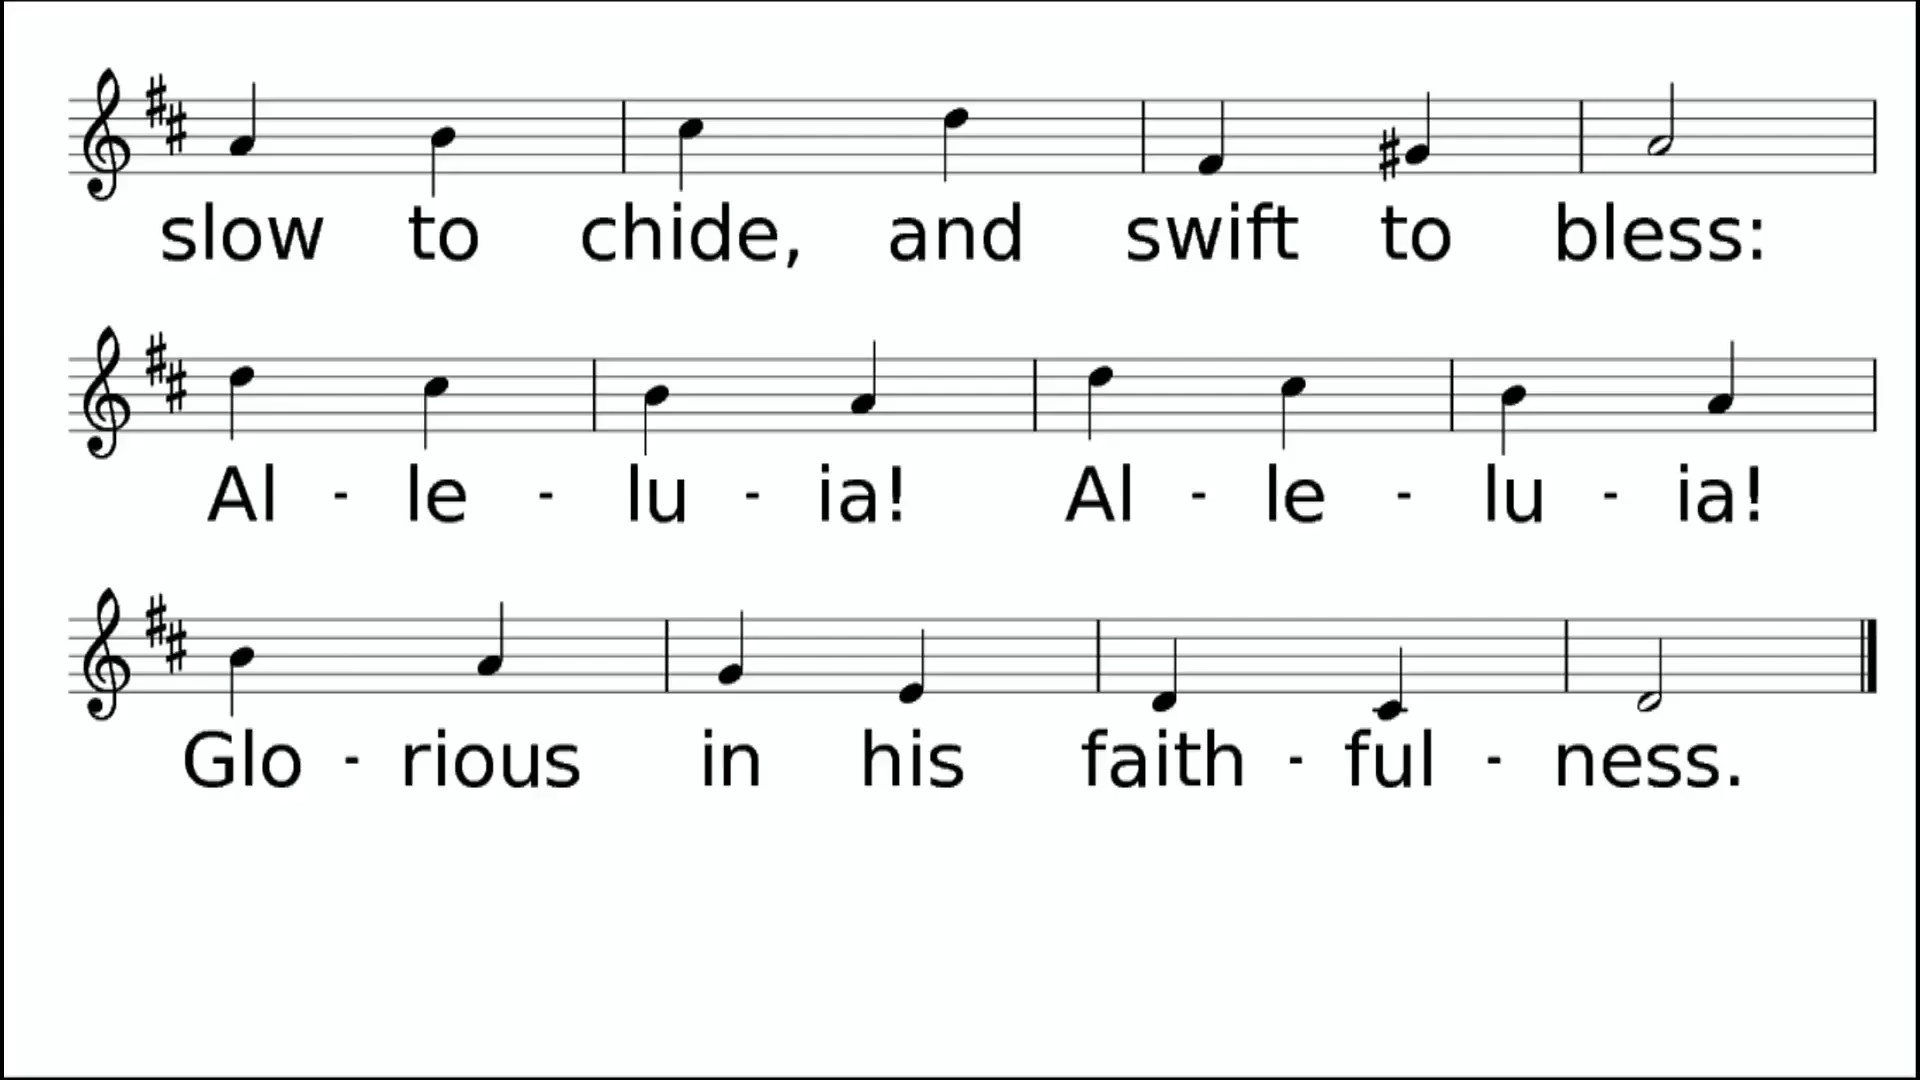 slow to chide, and swift to bless:
Al - le - lu - ia! Al - le - lu - ia!
Glo - rious in his faith - ful - ness.